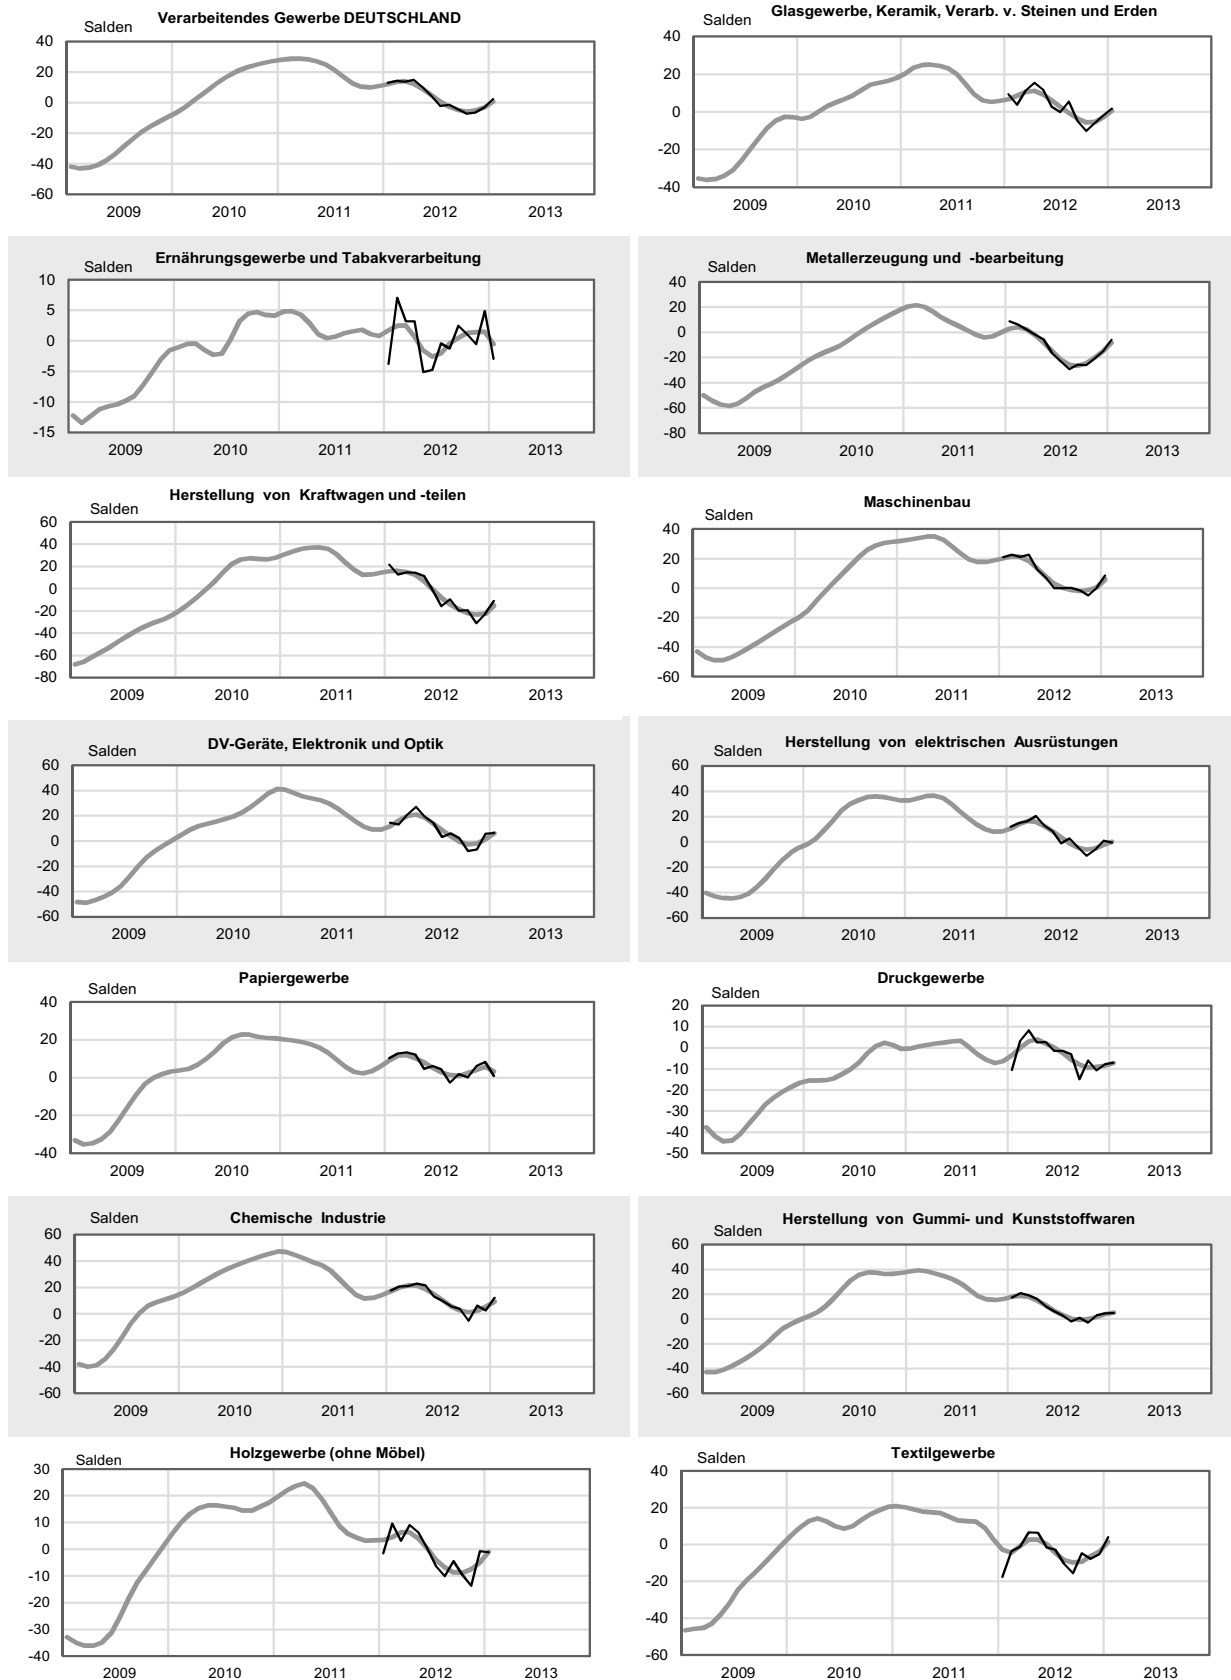 Verarbeitendes Gewerbe DEUTSCHLAND
Salden
40
20
0
-20
-40
-60
2009 2010 2011 2012 2013
Glasgewerbe, Keramik, Verarb. v. Steinen und Erden
Salden
40
20
0
-20
-40
2009 2010 2011 2012 2013
Ernährungsgewerbe und Tabakverarbeitung
Salden
10
5
0
-5
-10
-15
2009 2010 2011 2012 2013
Metallerzeugung und -bearbeitung
Salden
40
20
0
-20
-40
-60
-80
2009 2010 2011 2012 2013
Herstellung von Kraftwagen und -teilen
Salden
60
40
20
0
-20
-40
-60
-80
2009 2010 2011 2012 2013
Maschinenbau
Salden
40
20
0
-20
-40
-60
2009 2010 2011 2012 2013
DV-Geräte, Elektronik und Optik
Salden
60
40
20
0
-20
-40
-60
2009 2010 2011 2012 2013
Herstellung von elektrischen Ausrüstungen
Salden
60
40
20
0
-20
-40
-60
2009 2010 2011 2012 2013
Papiergewerbe
Salden
40
20
0
-20
-40
2009 2010 2011 2012 2013
Druckgewerbe
Salden
20
10
0
-10
-20
-30
-40
-50
2009 2010 2011 2012 2013
Chemische Industrie
Salden
60
40
20
0
-20
-40
-60
2009 2010 2011 2012 2013
Herstellung von Gummi- und Kunststoffwaren
Salden
60
40
20
0
-20
-40
-60
2009 2010 2011 2012 2013
Holzgewerbe (ohne Möbel)
Salden
30
20
10
0
-10
-20
-30
-40
2009 2010 2011 2012 2013
Textilgewerbe
Salden
40
20
0
-20
-40
-60
2009 2010 2011 2012 2013